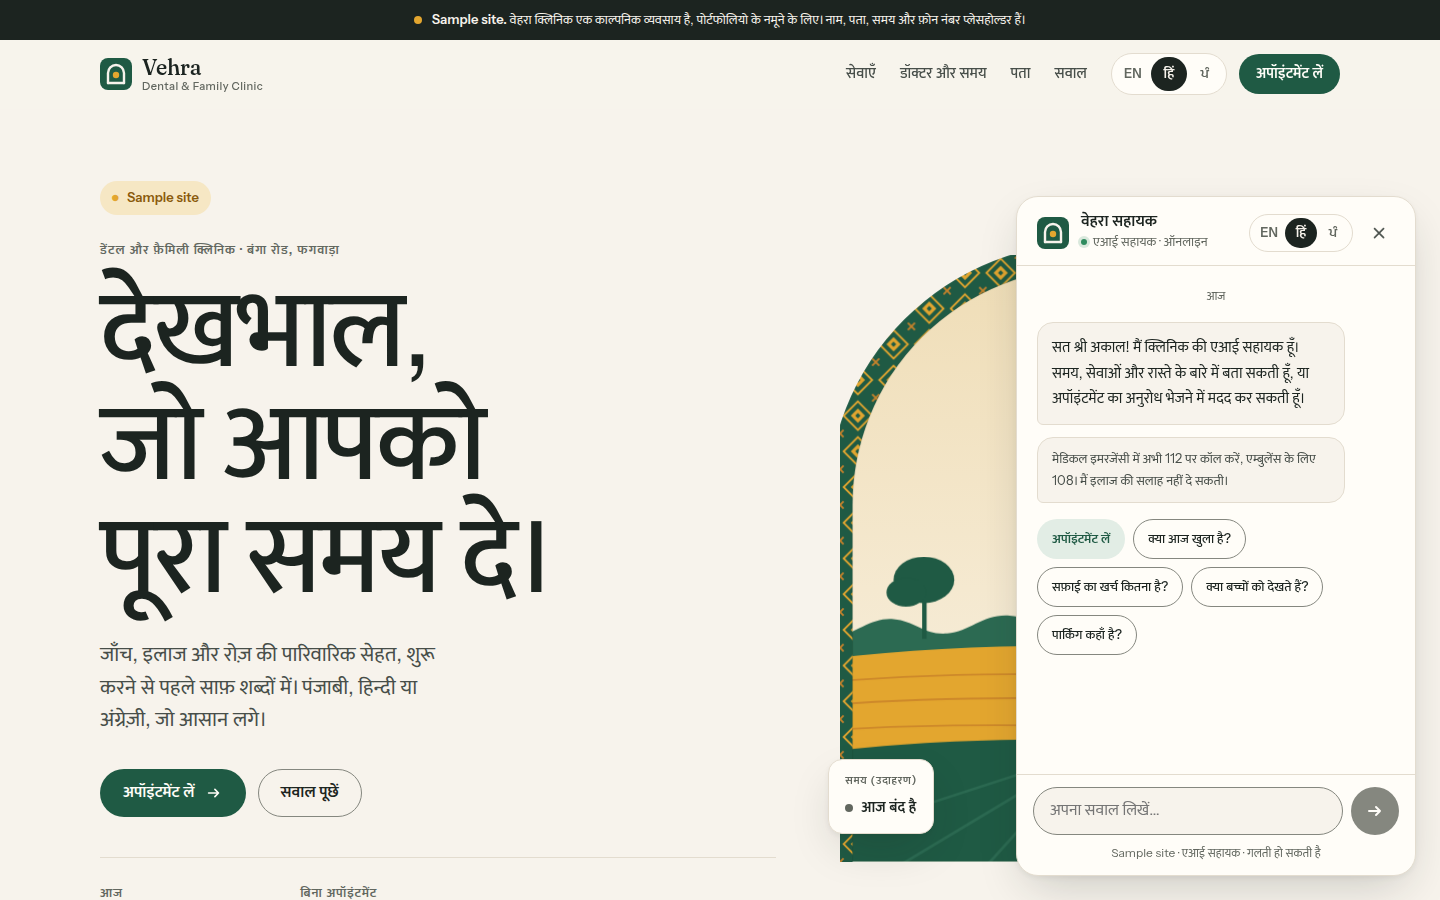 Sample site. वेहरा क्लिनिक एक काल्पनिक व्यवसाय है, पोर्टफोलियो के नमूने के लिए। नाम, पता, समय और फ़ोन नंबर प्लेसहोल्डर हैं।
Vehra
Dental & Family Clinic
सेवाएँ
डॉक्टर और समय
पता
सवाल
EN
हिं
ਪੰ
अपॉइंटमेंट लें
Sample site
डेंटल और फ़ैमिली क्लिनिक · बंगा रोड, फगवाड़ा
देखभाल,
जो आपको
पूरा समय दे।
जाँच, इलाज और रोज़ की पारिवारिक सेहत, शुरू
करने से पहले साफ़ शब्दों में। पंजाबी, हिन्दी या
अंग्रेज़ी, जो आसान लगे।
अपॉइंटमेंट लें
सवाल पूछें
आज
बिना अपॉइंटमेंट
समय (उदाहरण)
आज बंद है
वेहरा सहायक
एआई सहायक · ऑनलाइन
EN
हिं
ਪੰ
आज
सत श्री अकाल! मैं क्लिनिक की एआई सहायक हूँ।
समय, सेवाओं और रास्ते के बारे में बता सकती हूँ, या
अपॉइंटमेंट का अनुरोध भेजने में मदद कर सकती हूँ।
मेडिकल इमरजेंसी में अभी 112 पर कॉल करें, एम्बुलेंस के लिए
108। मैं इलाज की सलाह नहीं दे सकती।
अपॉइंटमेंट लें
क्या आज खुला है?
सफ़ाई का खर्च कितना है?
क्या बच्चों को देखते हैं?
पार्किंग कहाँ है?
अपना सवाल लिखें...
Sample site · एआई सहायक · गलती हो सकती है